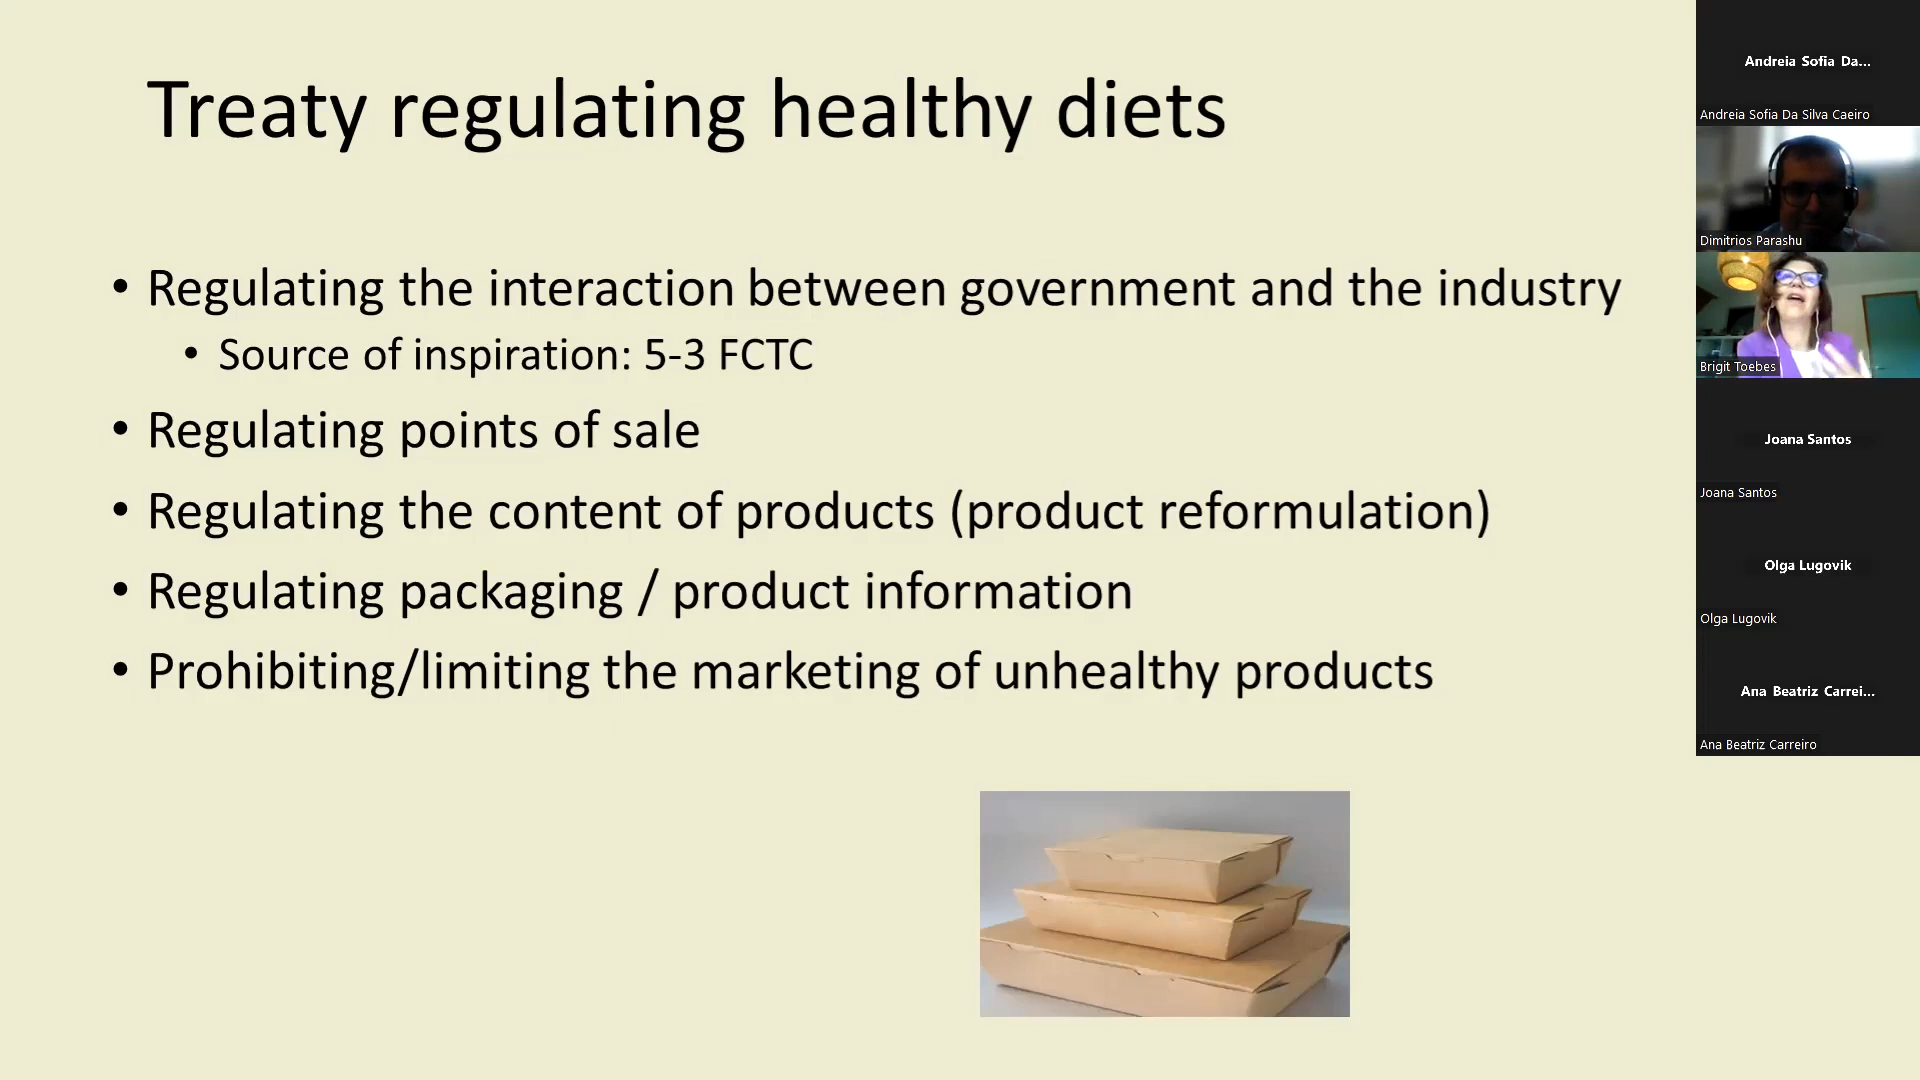 Treaty regulating healthy diets
• Regulating the interaction between government and the industry
• Source of inspiration: 5-3 FCTC
• Regulating points of sale
• Regulating the content of products (product reformulation)
• Regulating packaging / product information
• Prohibiting/limiting the marketing of unhealthy products
Andreia Sofia Da...
Andreia Sofia Da Silva Caeiro
Dimitrios Parashu
Brigit Toebes
Joana Santos
Joana Santos
Olga Lugovik
Olga Lugovik
Ana Beatriz Carrei...
Ana Beatriz Carreiro